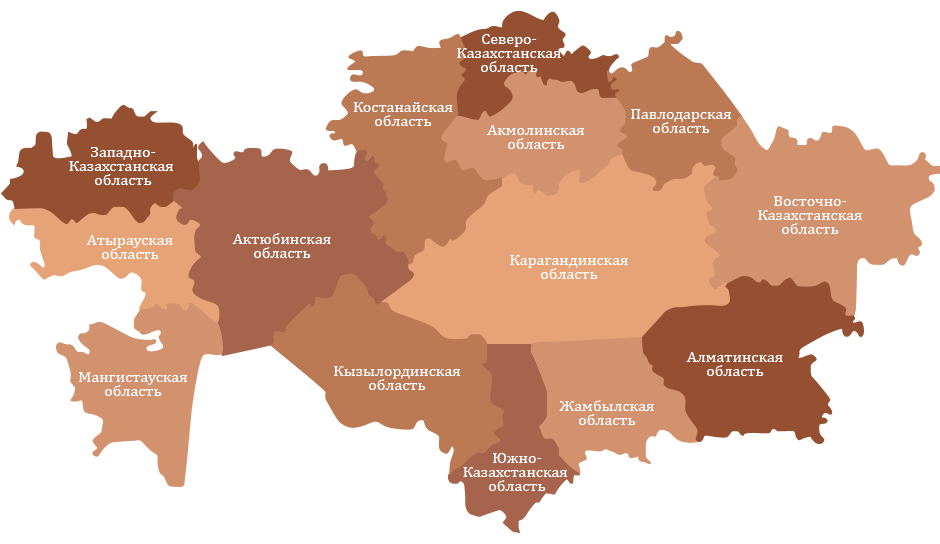 Северо-
Казахстанская
область
Костанайская
область
Акмолинская
область
Павлодарская
область
Западно-
Казахстанская
область
Восточно-
Казахстанская
область
Атырауская
область
Актюбинская
область
Карагандинская
область
Мангистауская
область
Кызылординская
область
Алматинская
область
Жамбылская
область
Южно-
Казахстанская
область